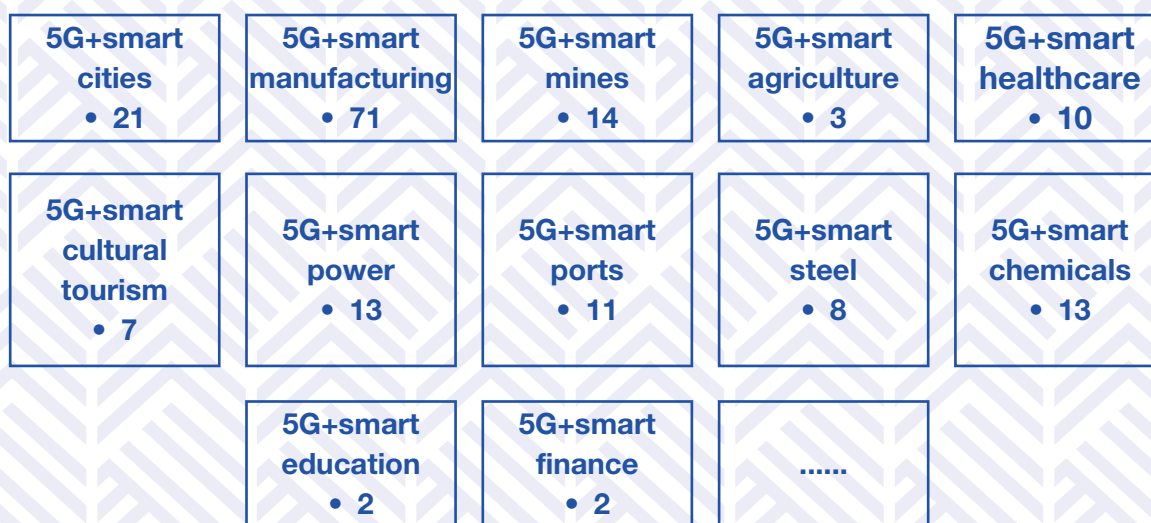 5G+smart
cities
• 21
5G+smart
manufacturing
• 71
5G+smart
mines
• 14
5G+smart
agriculture
• 3
5G+smart
healthcare
• 10
5G+smart
cultural
tourism
• 7
5G+smart
power
• 13
5G+smart
ports
• 11
5G+smart
steel
• 8
5G+smart
chemicals
• 13
5G+smart
education
• 2
5G+smart
finance
• 2
......